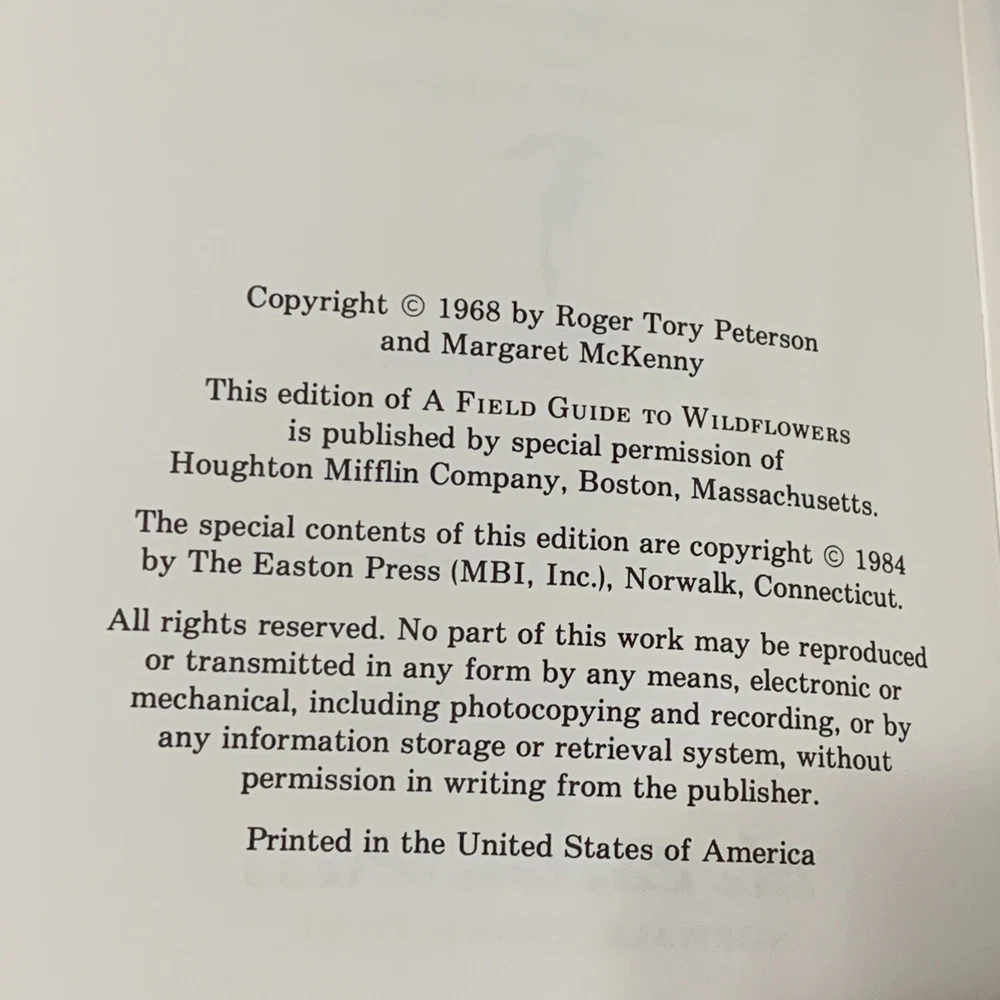 Copyright © 1968 by Roger Tory Peterson
and Margaret McKenny
This edition of A FIELD GUIDE TO WILDFLOWERS
is published by special permission of
Houghton Mifflin Company, Boston, Massachusetts.
The special contents of this edition are copyright © 1984
by The Easton Press (MBI, Inc.), Norwalk, Connecticut.
All rights reserved. No part of this work may be reproduced
or transmitted in any form by any means, electronic or
mechanical, including photocopying and recording, or by
any information storage or retrieval system, without
permission in writing from the publisher.
Printed in the United States of America